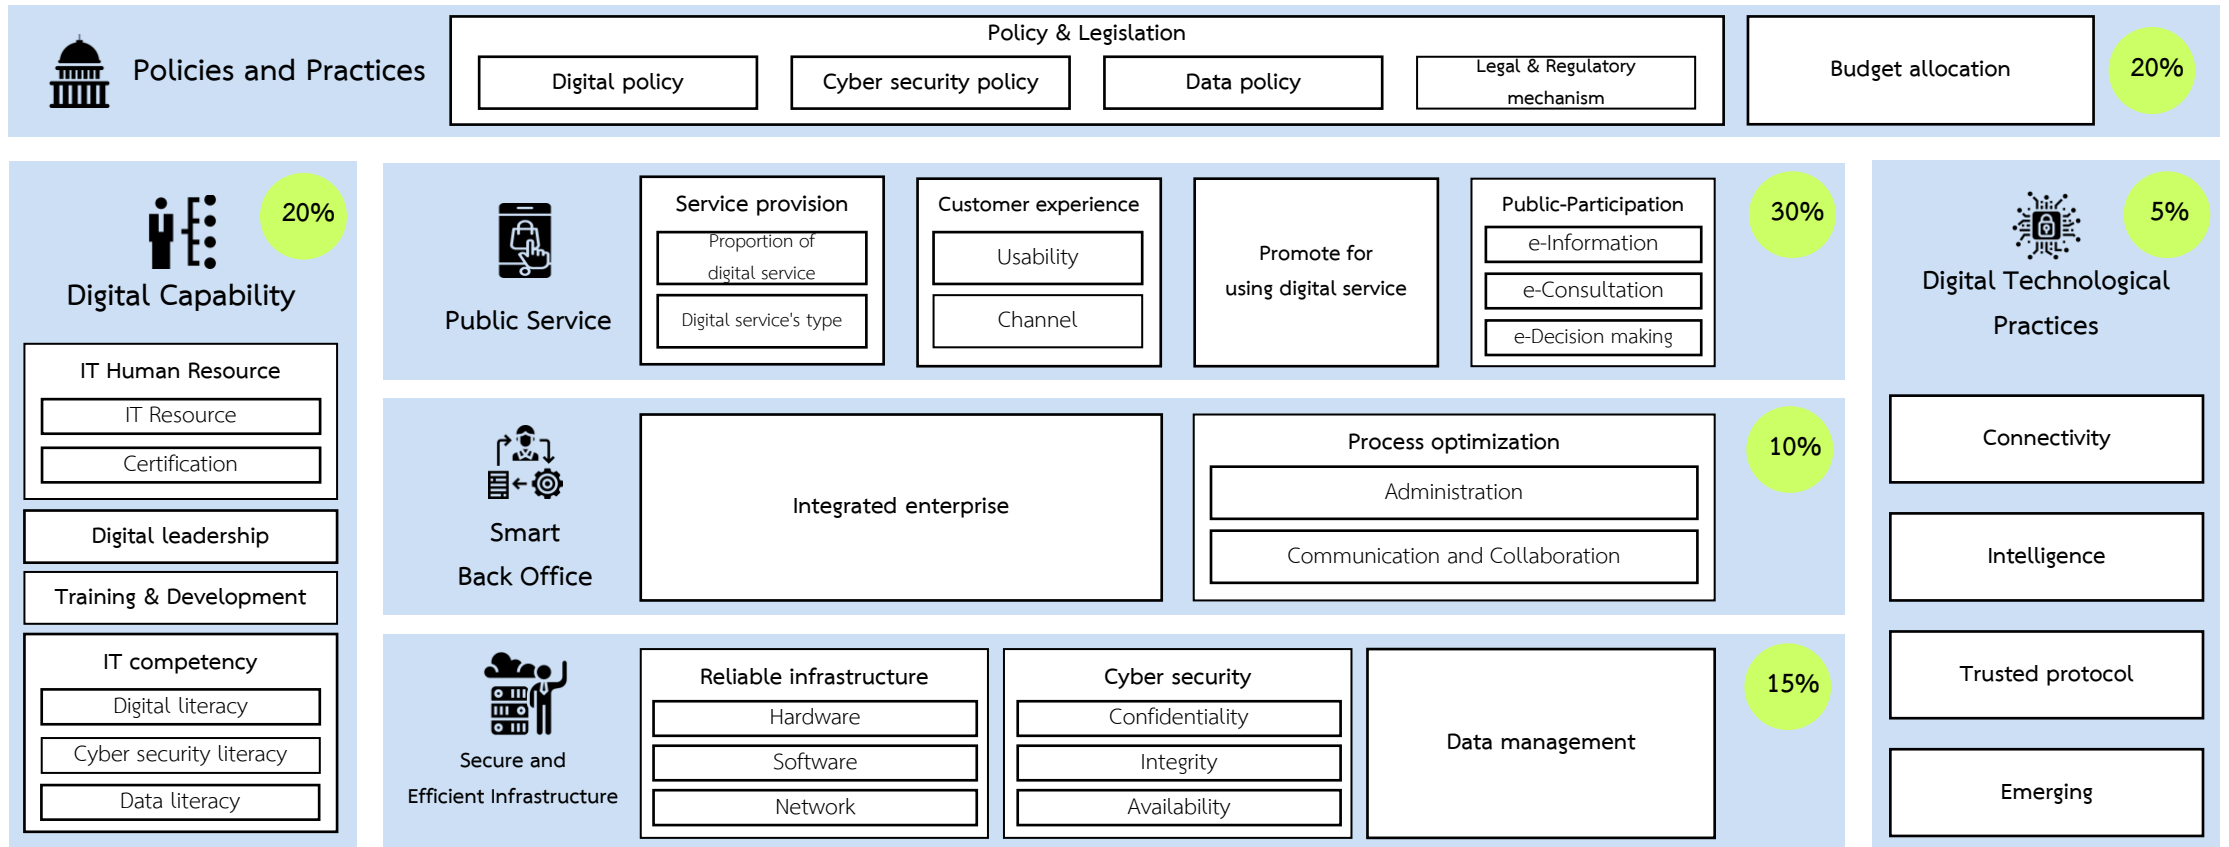 Policies and Practices
Policy & Legislation
Digital policy
Cyber security policy
Data policy
Legal & Regulatory
mechanism
Budget allocation
20%
20%
Digital Capability
IT Human Resource
IT Resource
Certification
Digital leadership
Training & Development
IT competency
Digital literacy
Cyber security literacy
Data literacy
Public Service
Service provision
Proportion of
digital service
Digital service's type
Customer experience
Usability
Channel
Promote for
using digital service
Public-Participation
e-Information
e-Consultation
e-Decision making
30%
Smart
Back Office
Integrated enterprise
Process optimization
Administration
Communication and Collaboration
10%
Secure and
Efficient Infrastructure
Reliable infrastructure
Hardware
Software
Network
Cyber security
Confidentiality
Integrity
Availability
Data management
15%
5%
Digital Technological
Practices
Connectivity
Intelligence
Trusted protocol
Emerging